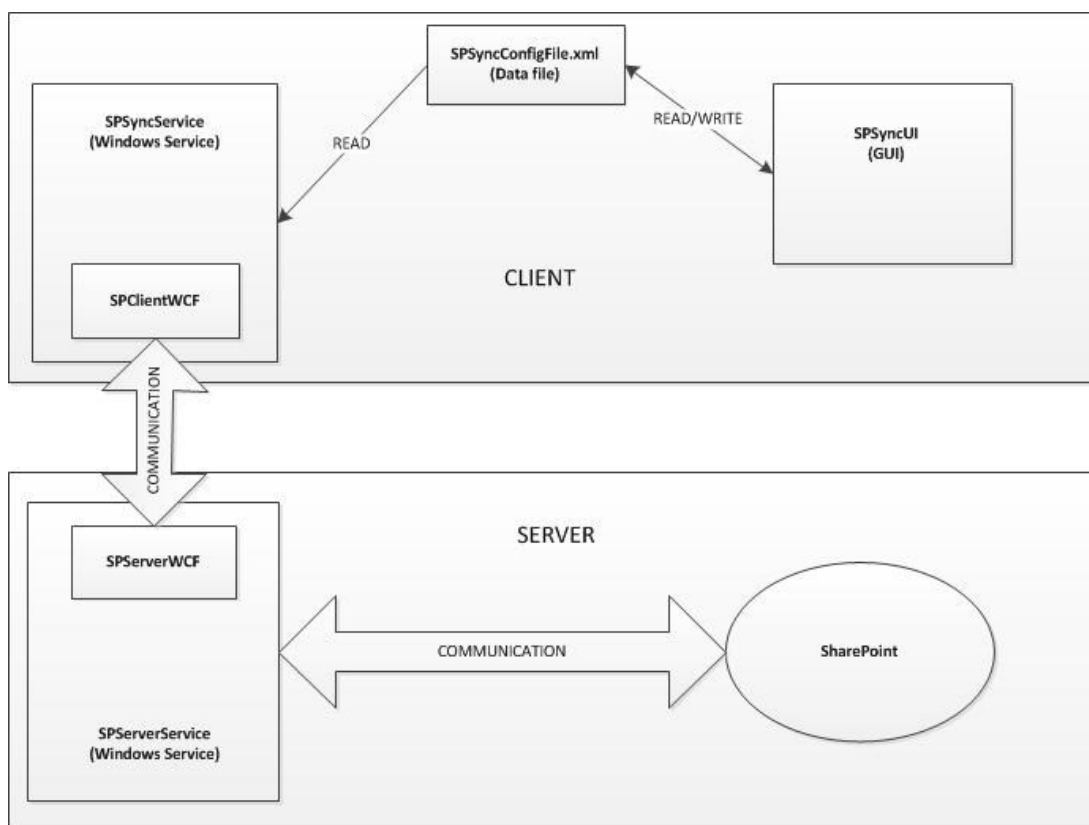 SPSyncConfigFile.xml
(Data file)
SPSyncService
(Windows Service)
READ
READ/WRITE
SPSyncUI
(GUI)
CLIENT
SPClientWCF
COMMUNICATION
SERVER
SPServerWCF
COMMUNICATION
SharePoint
SPServerService
(Windows Service)